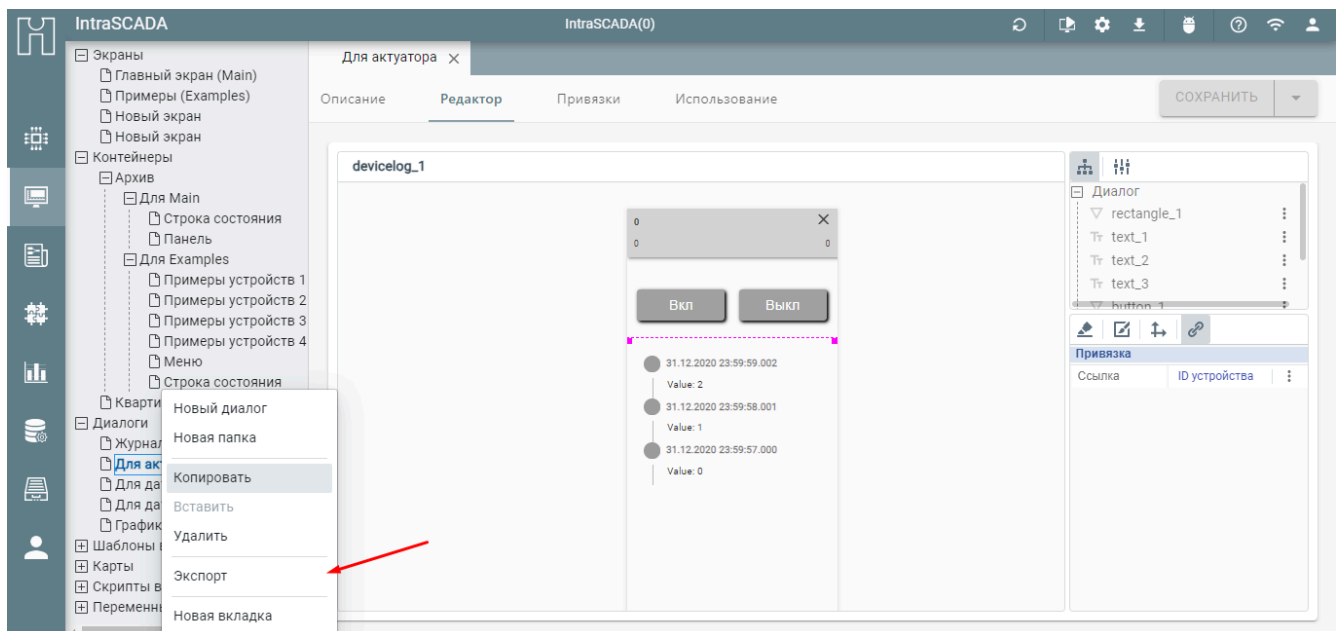 IntraSCADA
IntraSCADA(0)
Экраны
Главный экран (Main)
Примеры (Examples)
Новый экран
Новый экран
Контейнеры
Архив
Для Main
Строка состояния
Панель
Для Examples
Примеры устройств 1
Примеры устройств 2
Примеры устройств 3
Примеры устройств 4
Меню
Строка состояния
Кварти
Диалоги
Журнал
Для ак
Для да
Для да
График
Шаблоны
Карты
Скрипты в
Переменны
Новый диалог
Новая папка
Копировать
Вставить
Удалить
Экспорт
Новая вкладка
Для актуатора
Описание Редактор Привязки Использование
СОХРАНИТЬ
devicelog_1
0
0 0
Вкл Выкл
31.12.2020 23:59:59.002
Value: 2
31.12.2020 23:59:58.001
Value: 1
31.12.2020 23:59:57.000
Value: 0
Диалог
rectangle_1
text_1
text_2
text_3
button_1
Привязка
Ссылка ID устройства